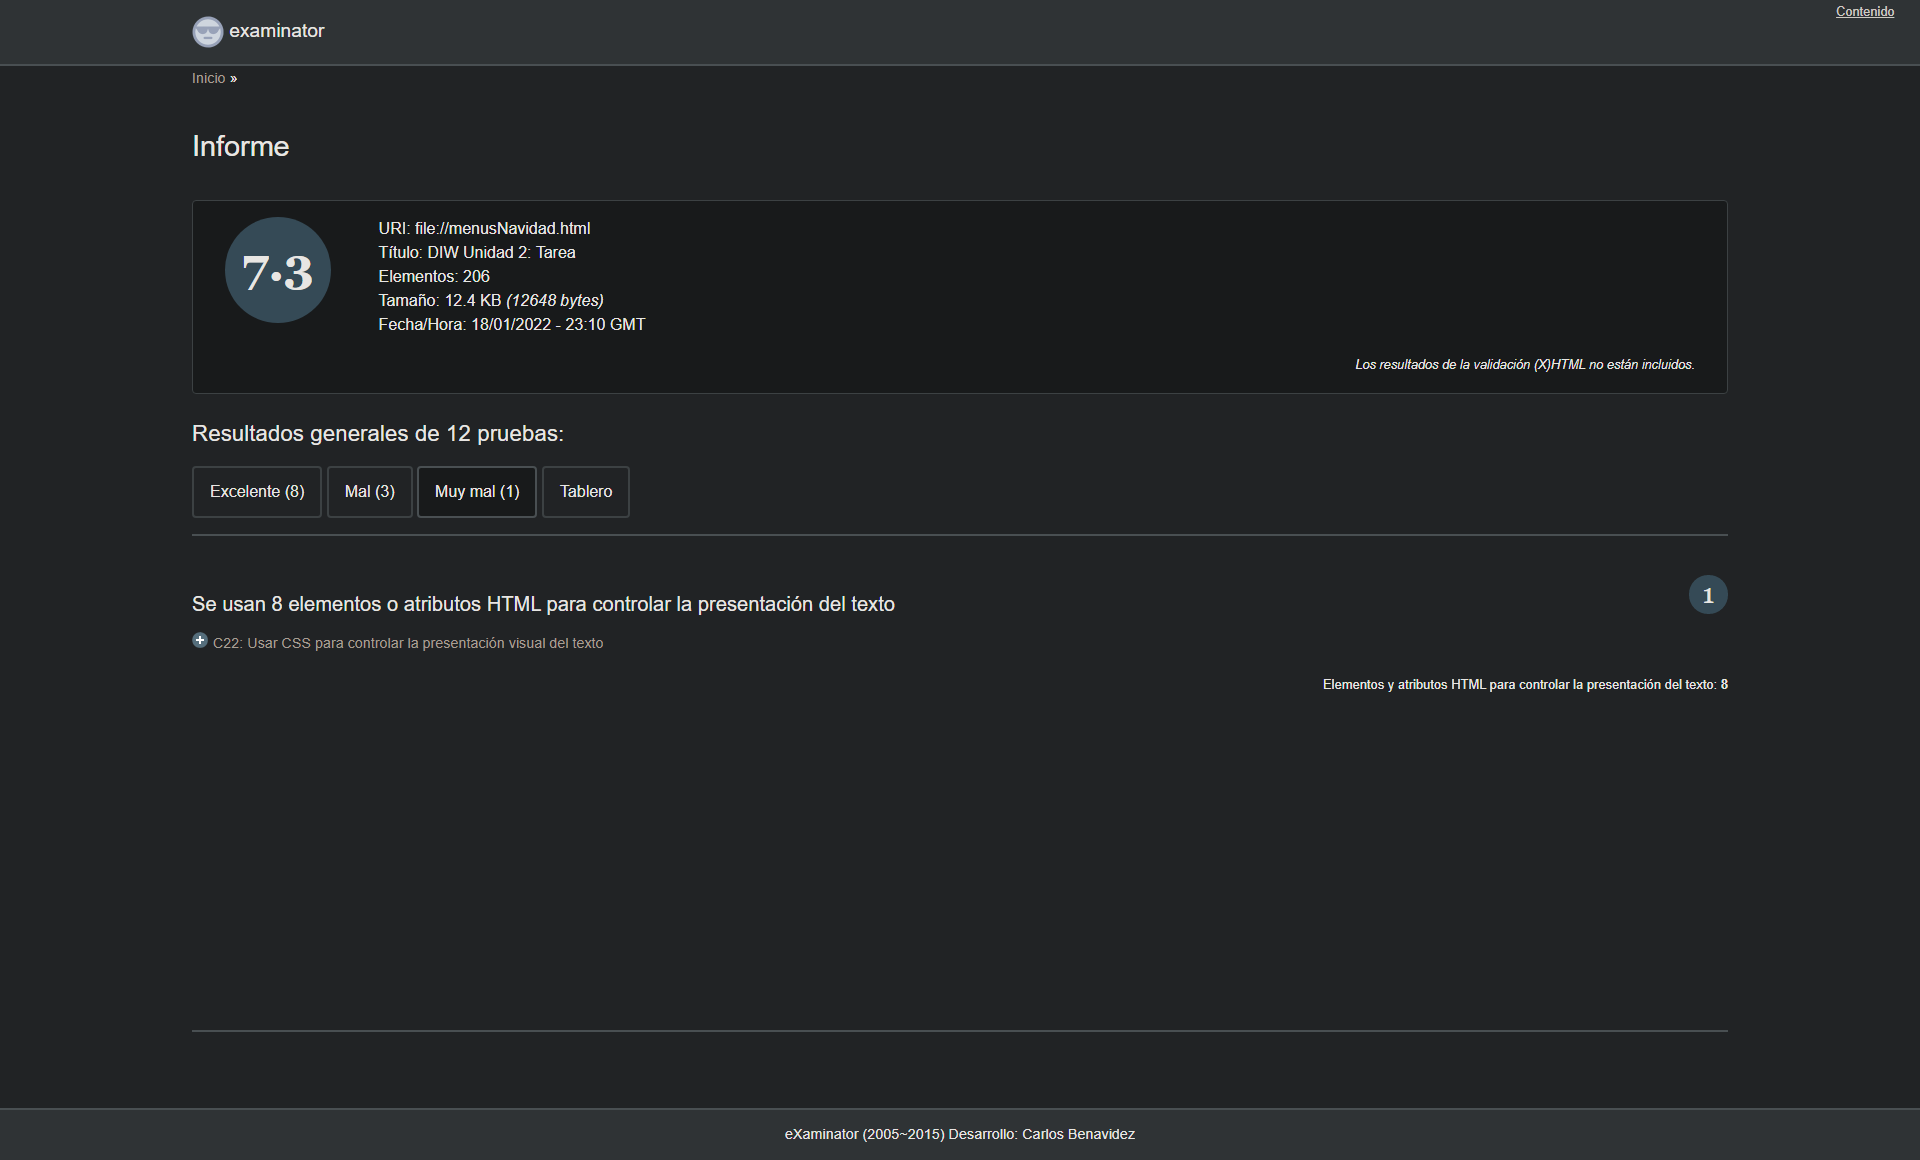 Contenido
examinator
Inicio »
Informe
7·3
URI: file://menusNavidad.html
Título: DIW Unidad 2: Tarea
Elementos: 206
Tamaño: 12.4 KB (12648 bytes)
Fecha/Hora: 18/01/2022 - 23:10 GMT
Los resultados de la validación (X)HTML no están incluidos.
Resultados generales de 12 pruebas:
Excelente (8) Mal (3) Muy mal (1) Tablero
Se usan 8 elementos o atributos HTML para controlar la presentación del texto 1
C22: Usar CSS para controlar la presentación visual del texto
Elementos y atributos HTML para controlar la presentación del texto: 8
eXaminator (2005~2015) Desarrollo: Carlos Benavidez